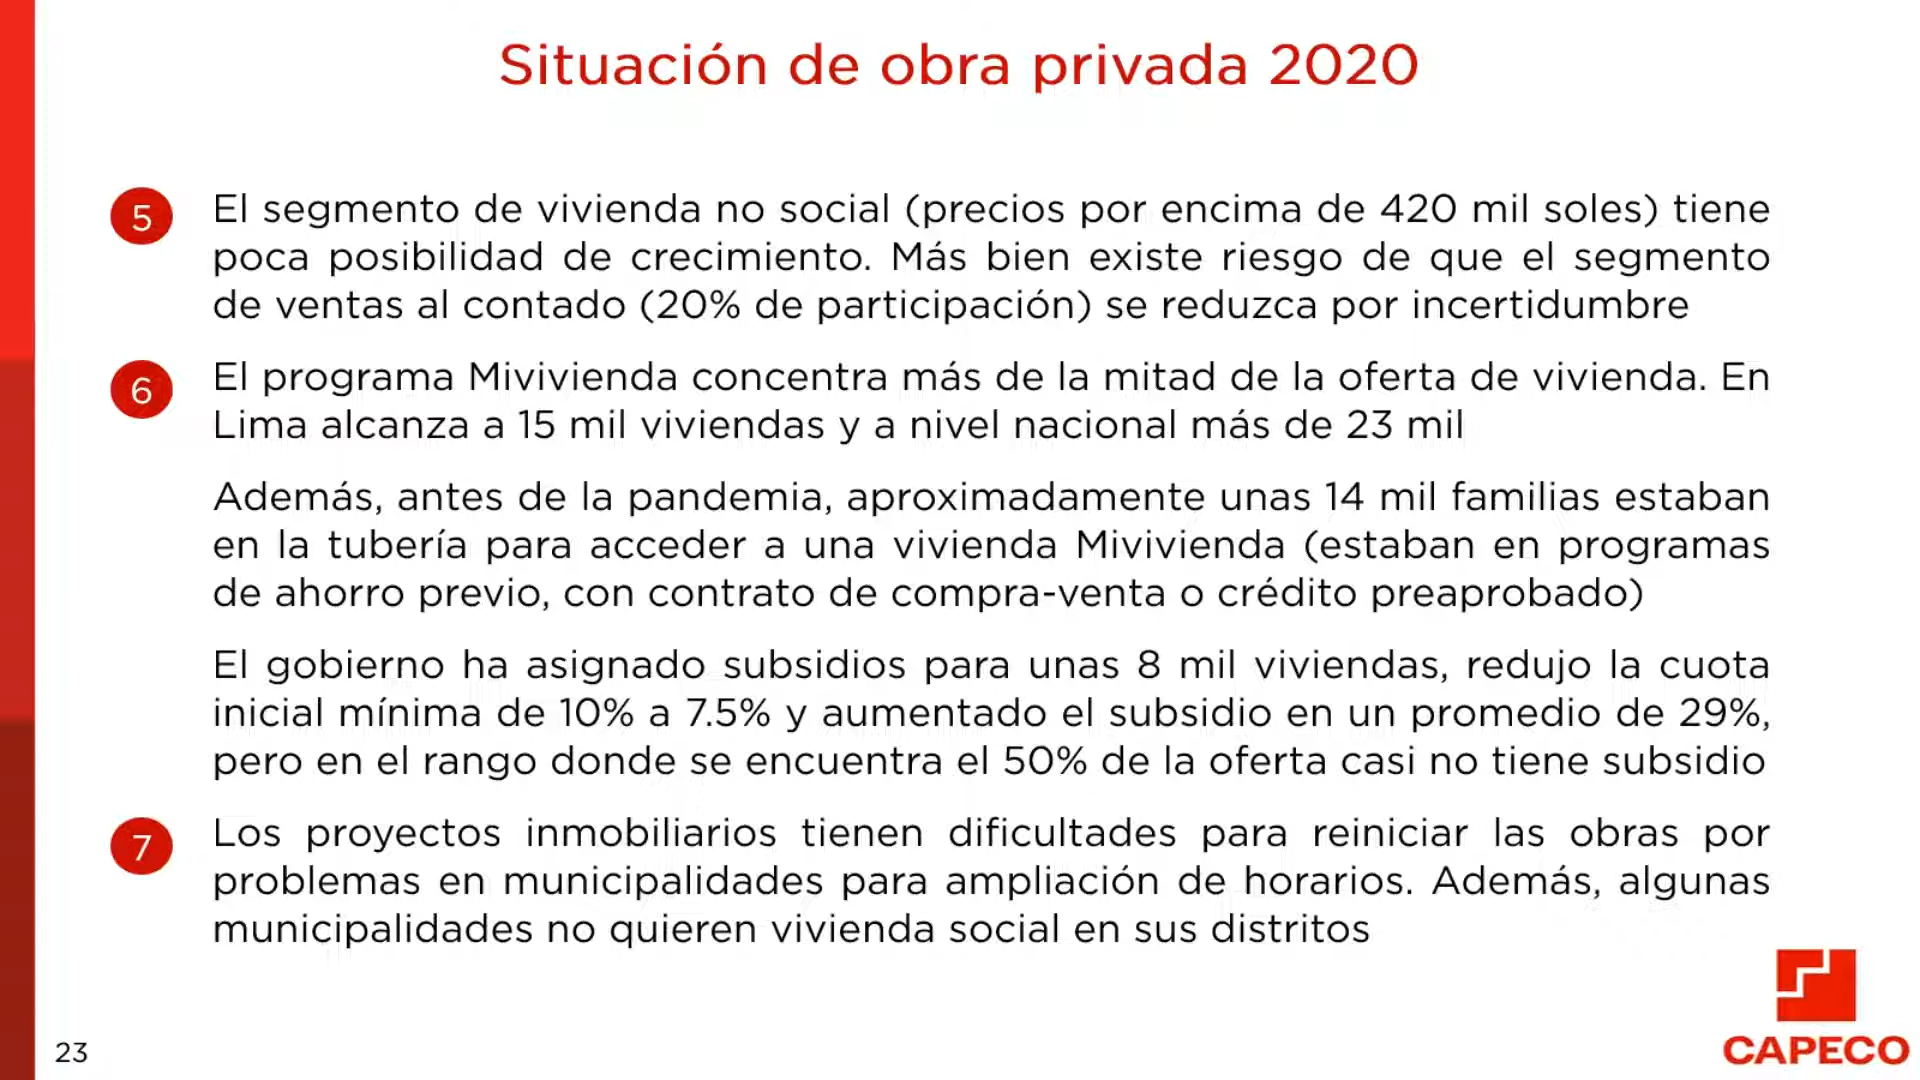 Situación de obra privada 2020
5
El segmento de vivienda no social (precios por encima de 420 mil soles) tiene
poca posibilidad de crecimiento. Más bien existe riesgo de que el segmento
de ventas al contado (20% de participación) se reduzca por incertidumbre
6
El programa Mivivienda concentra más de la mitad de la oferta de vivienda. En
Lima alcanza a 15 mil viviendas y a nivel nacional más de 23 mil
Además, antes de la pandemia, aproximadamente unas 14 mil familias estaban
en la tubería para acceder a una vivienda Mivivienda (estaban en programas
de ahorro previo, con contrato de compra-venta o crédito preaprobado)
El gobierno ha asignado subsidios para unas 8 mil viviendas, redujo la cuota
inicial mínima de 10% a 7.5% y aumentado el subsidio en un promedio de 29%,
pero en el rango donde se encuentra el 50% de la oferta casi no tiene subsidio
7
Los proyectos inmobiliarios tienen dificultades para reiniciar las obras por
problemas en municipalidades para ampliación de horarios. Además, algunas
municipalidades no quieren vivienda social en sus distritos
23
CAPECO